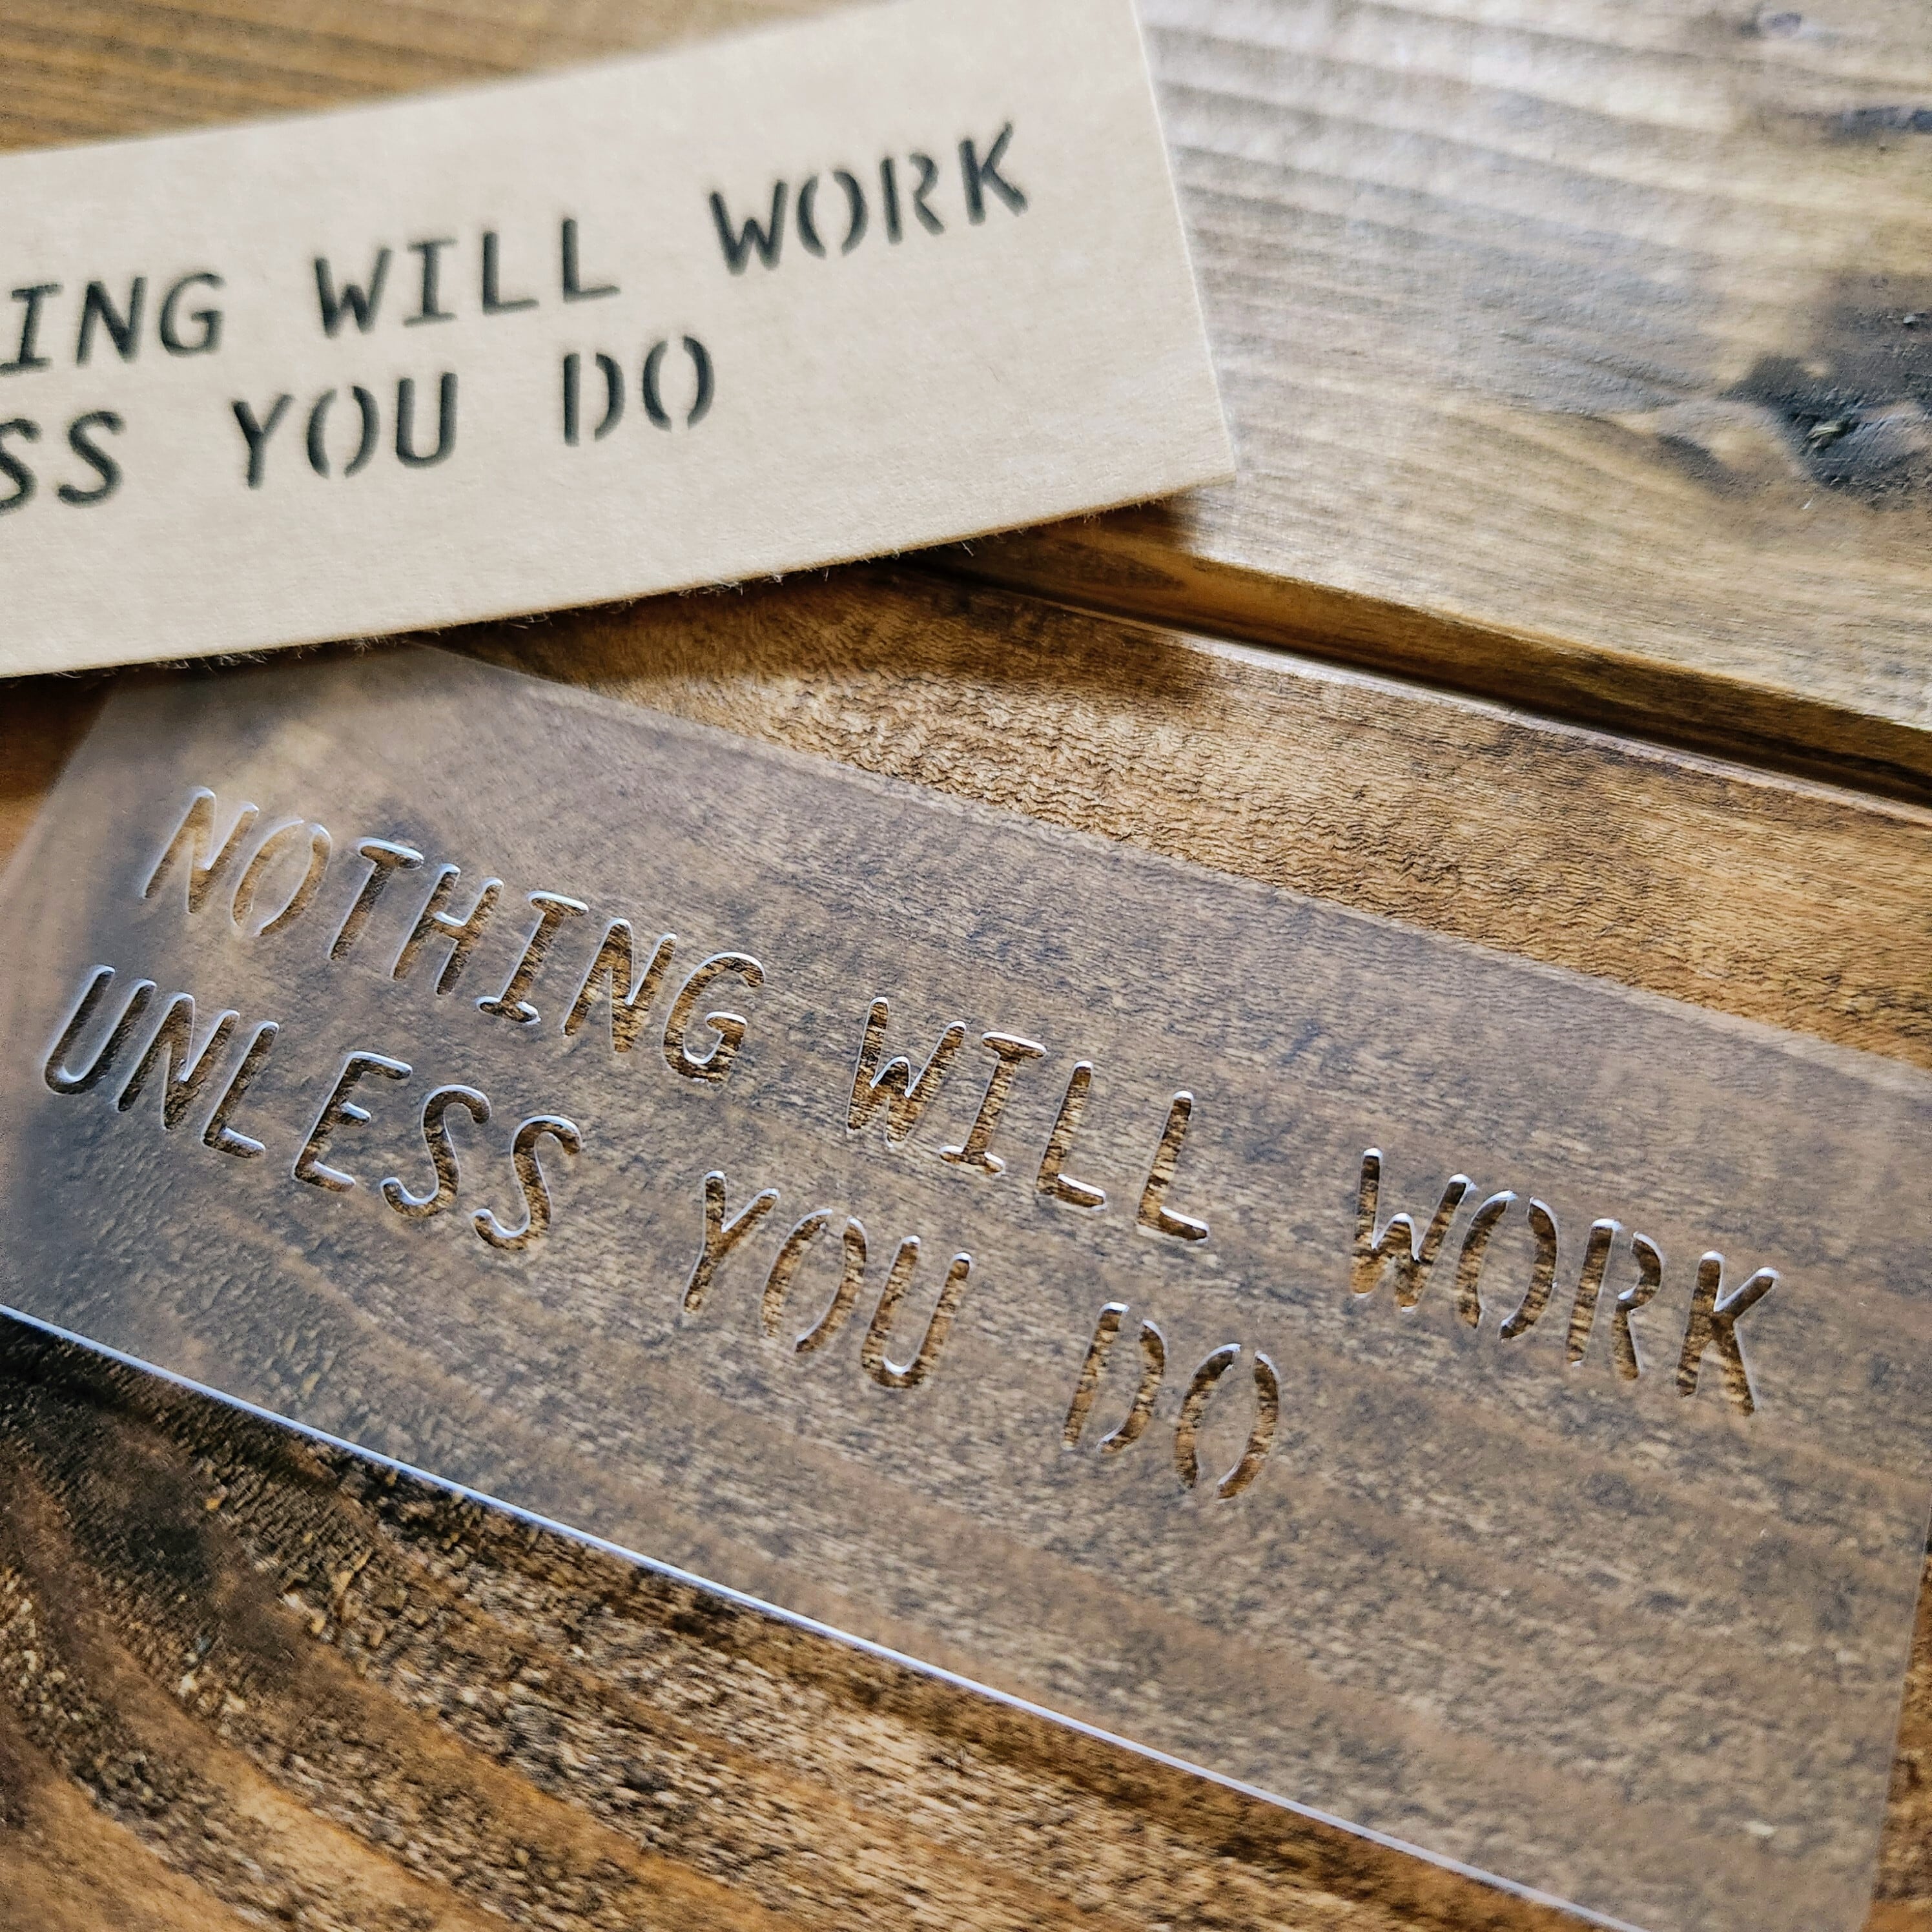 ING WILL WORK
SS YOU DO
NOTHING WILL WORK
UNLESS YOU DO